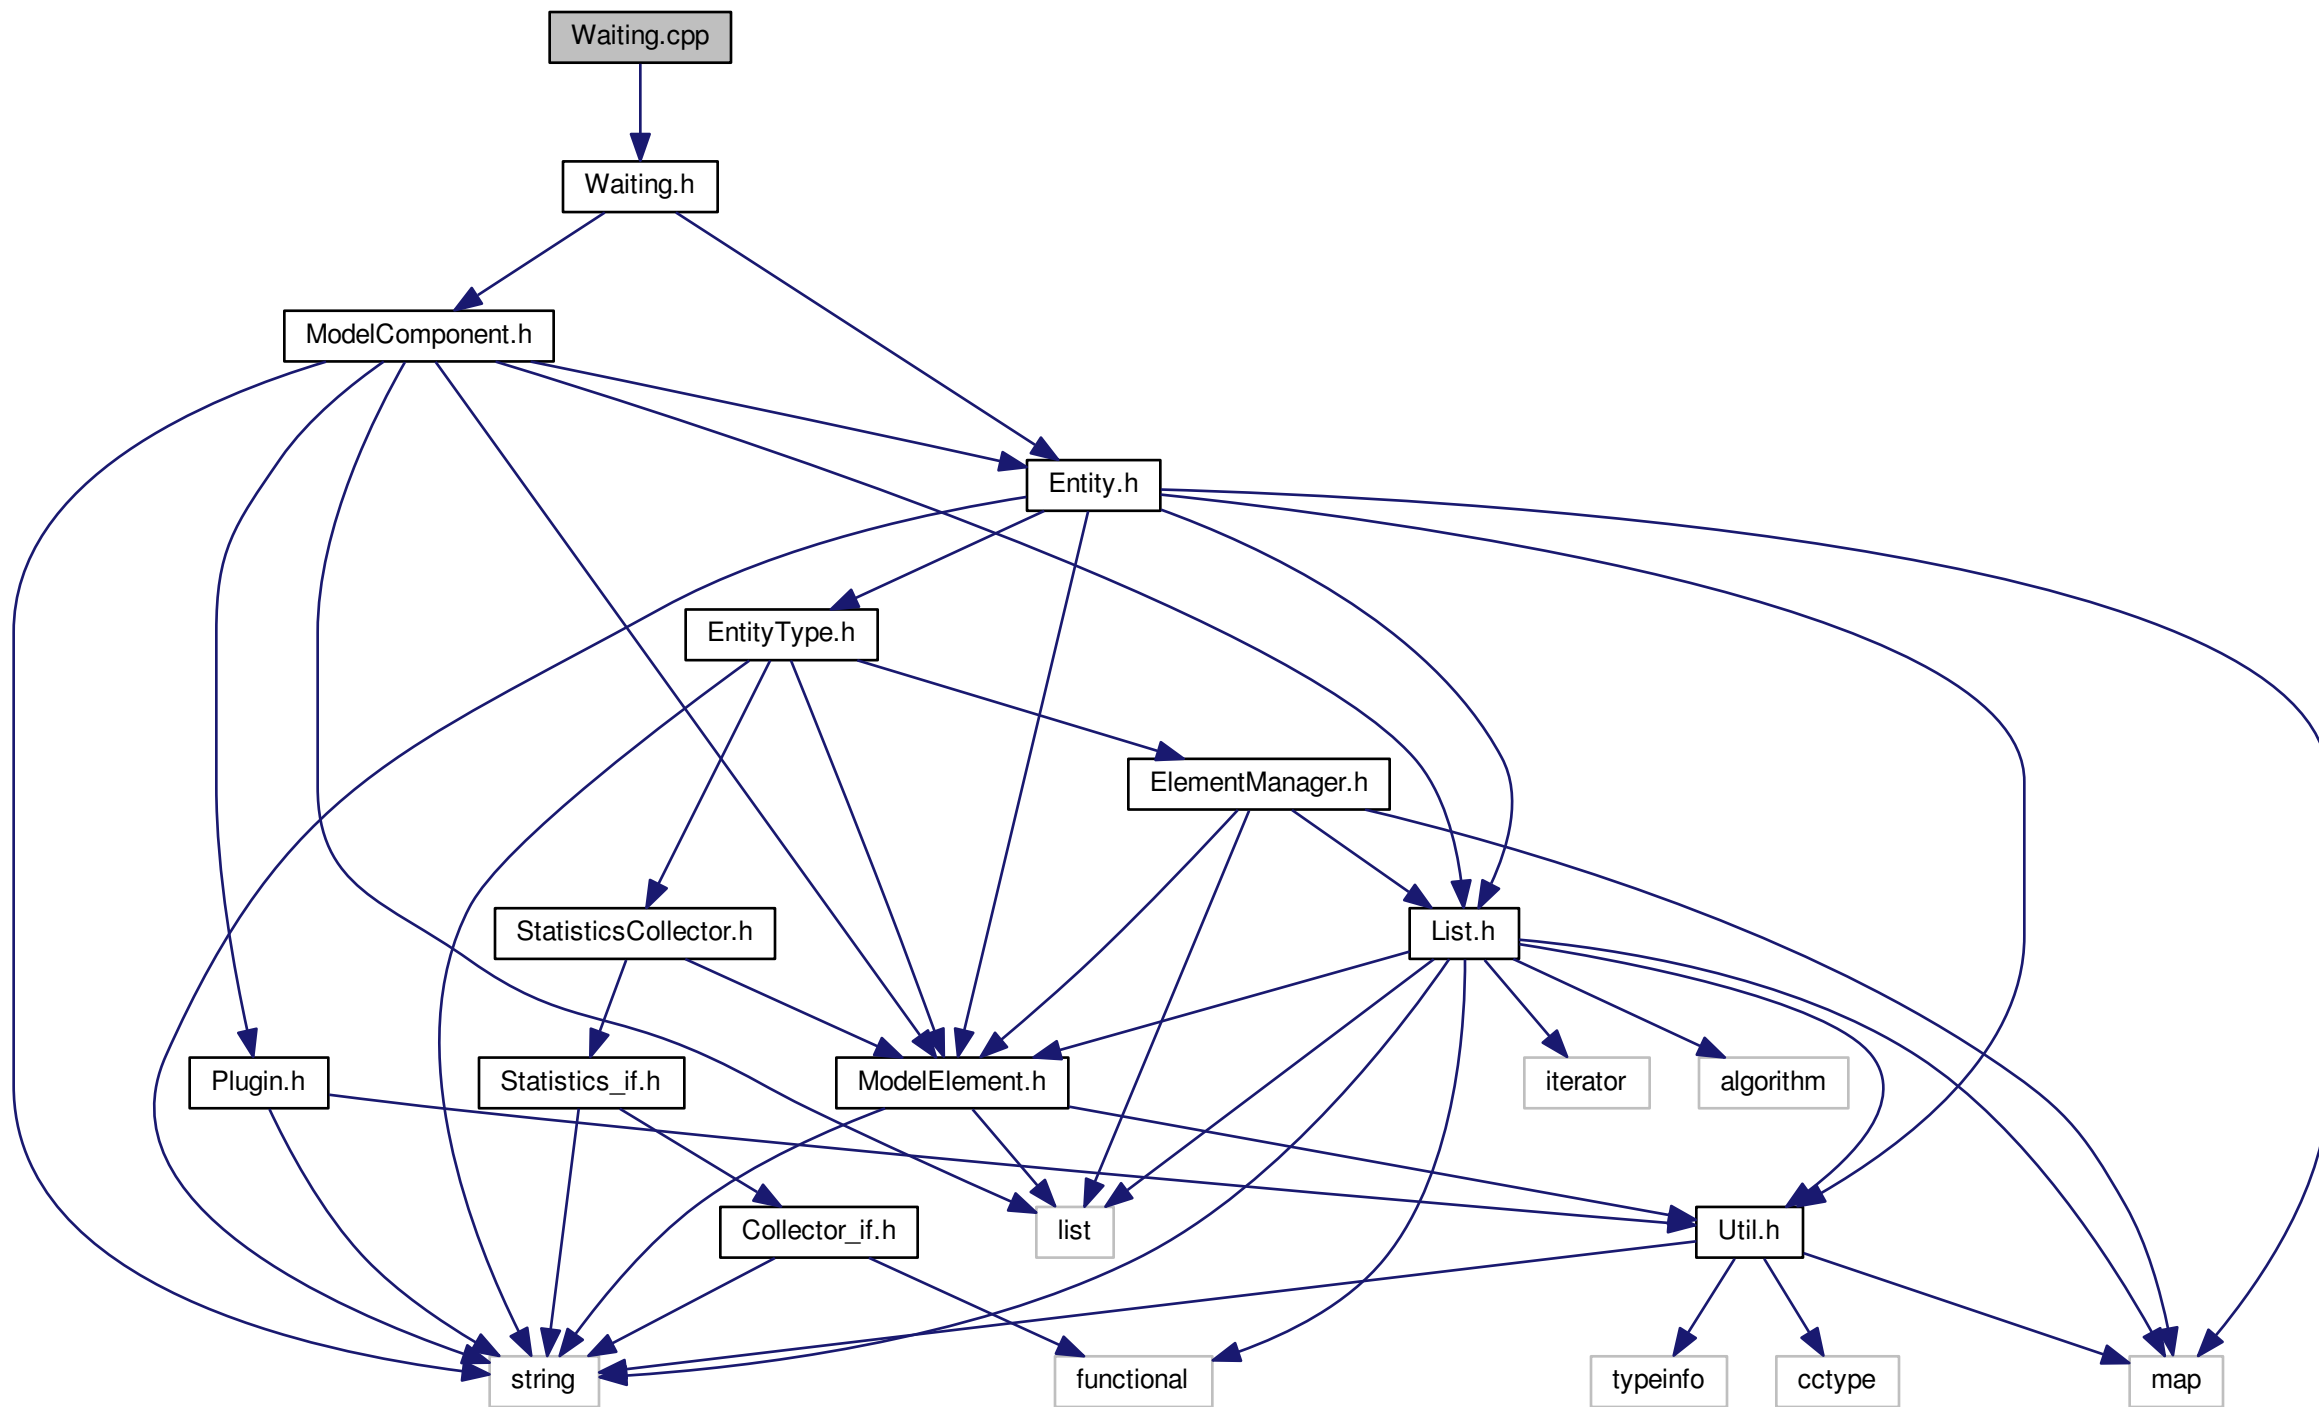 Waiting.cpp
Waiting.h
ModelComponent.h
Entity.h
EntityType.h
ElementManager.h
StatisticsCollector.h
List.h
Plugin.h
Statistics_if.h
ModelElement.h
iterator
algorithm
Collector_if.h
list
Util.h
string
functional
typeinfo
cctype
map